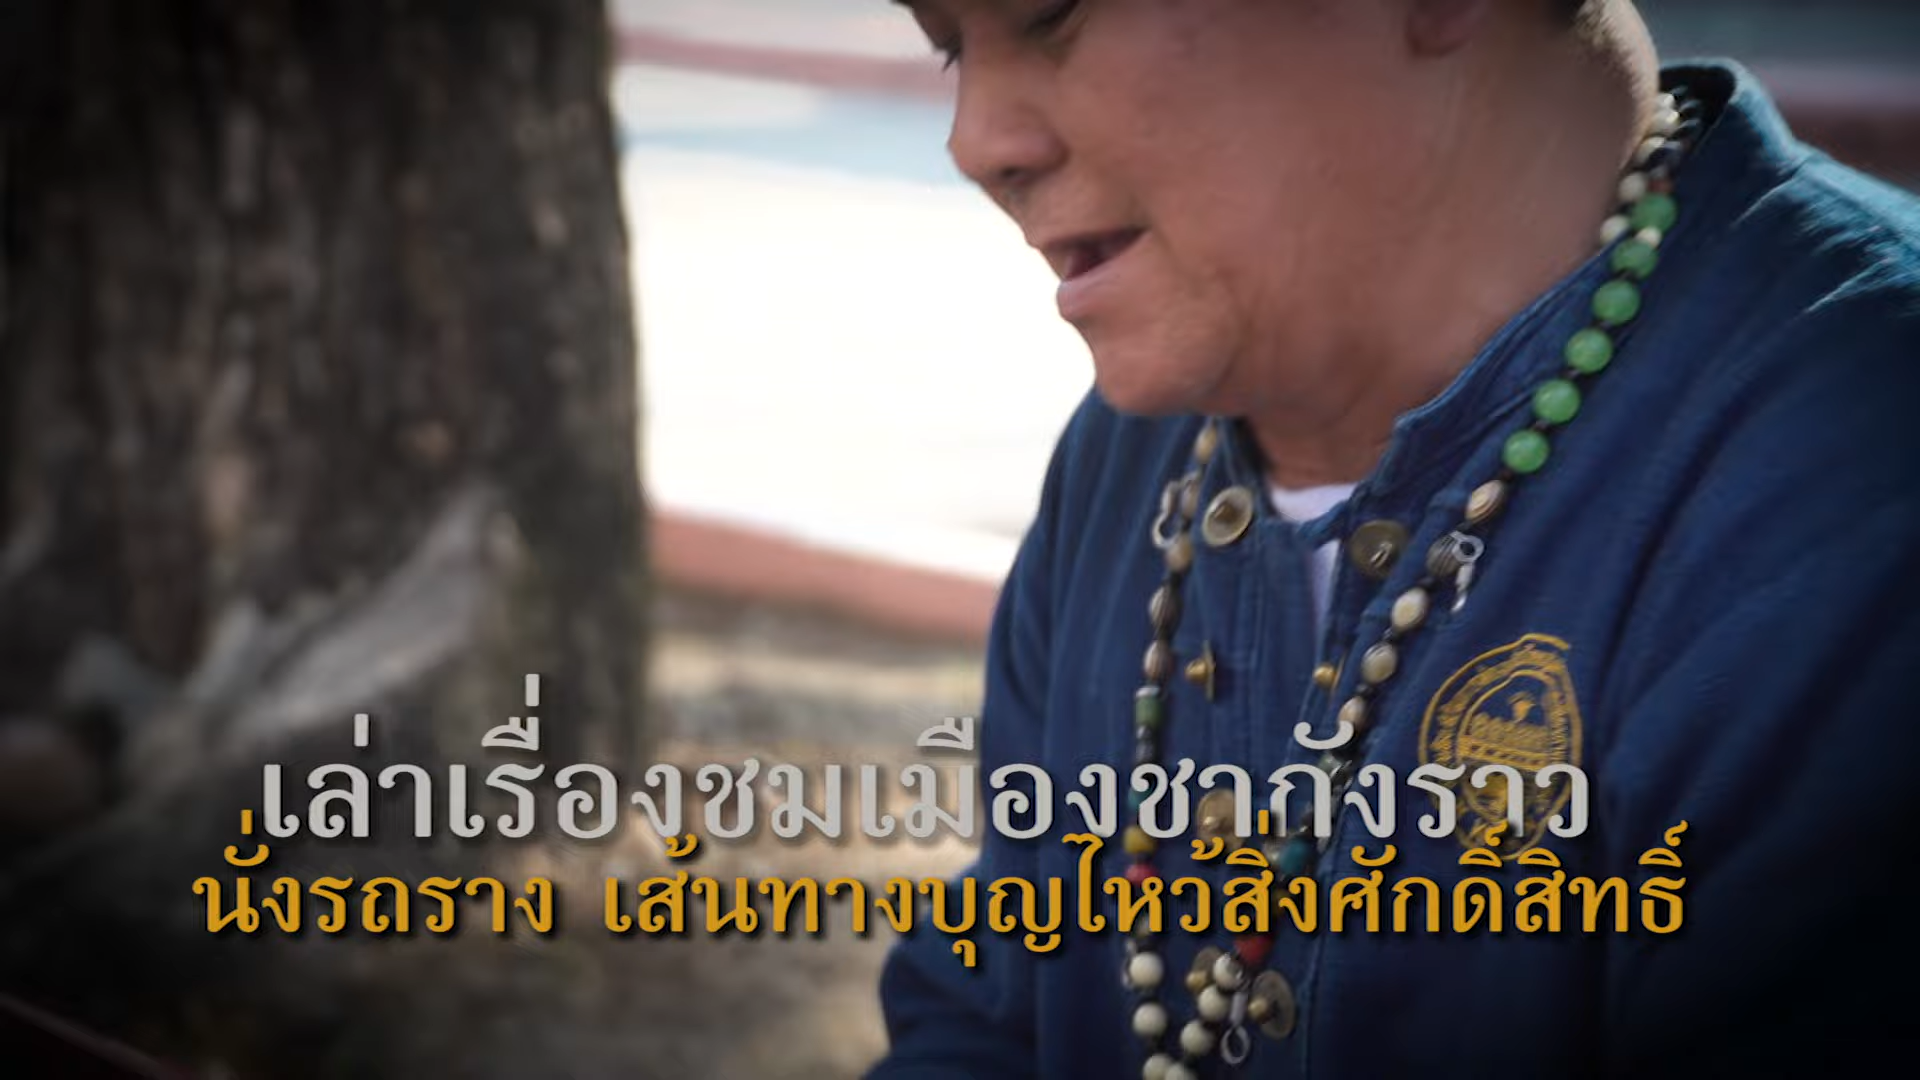 เล่าเรื่องชมเมืองชากังราว
นั่งรถราง เส้นทางบุญไหว้สิ่งศักดิ์สิทธิ์